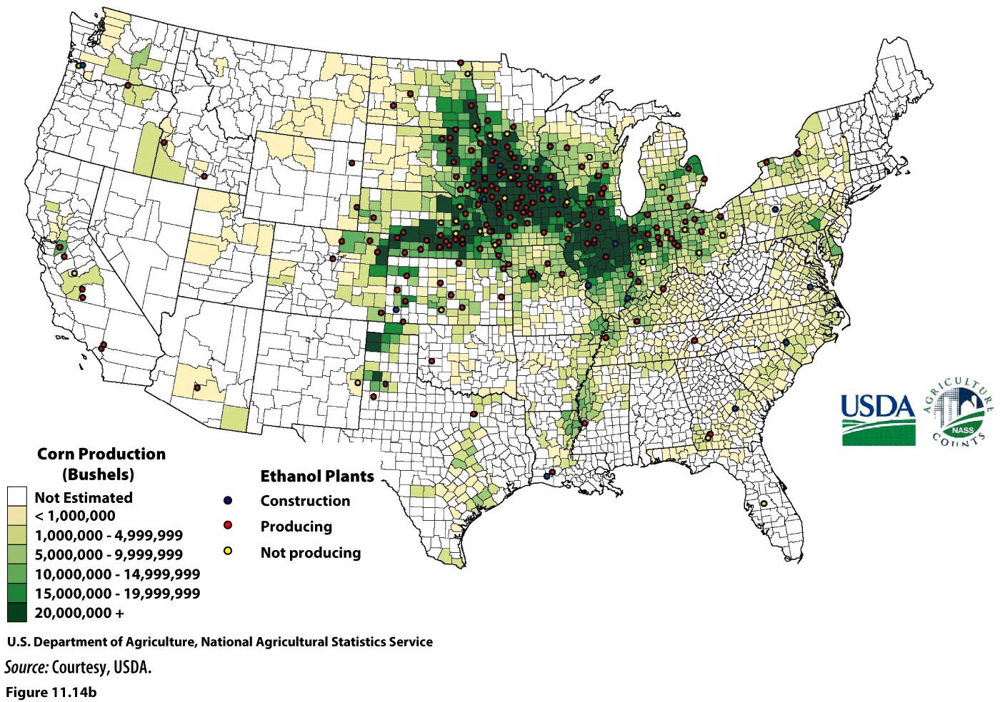 USDA
AGRICULTURE
NASS
COUNTS
Corn Production
(Bushels)
Not Estimated
< 1,000,000
1,000,000 - 4,999,999
5,000,000 - 9,999,999
10,000,000 - 14,999,999
15,000,000 - 19,999,999
20,000,000 +
Ethanol Plants
Construction
Producing
Not producing
U.S. Department of Agriculture, National Agricultural Statistics Service
Source: Courtesy, USDA.
Figure 11.14b